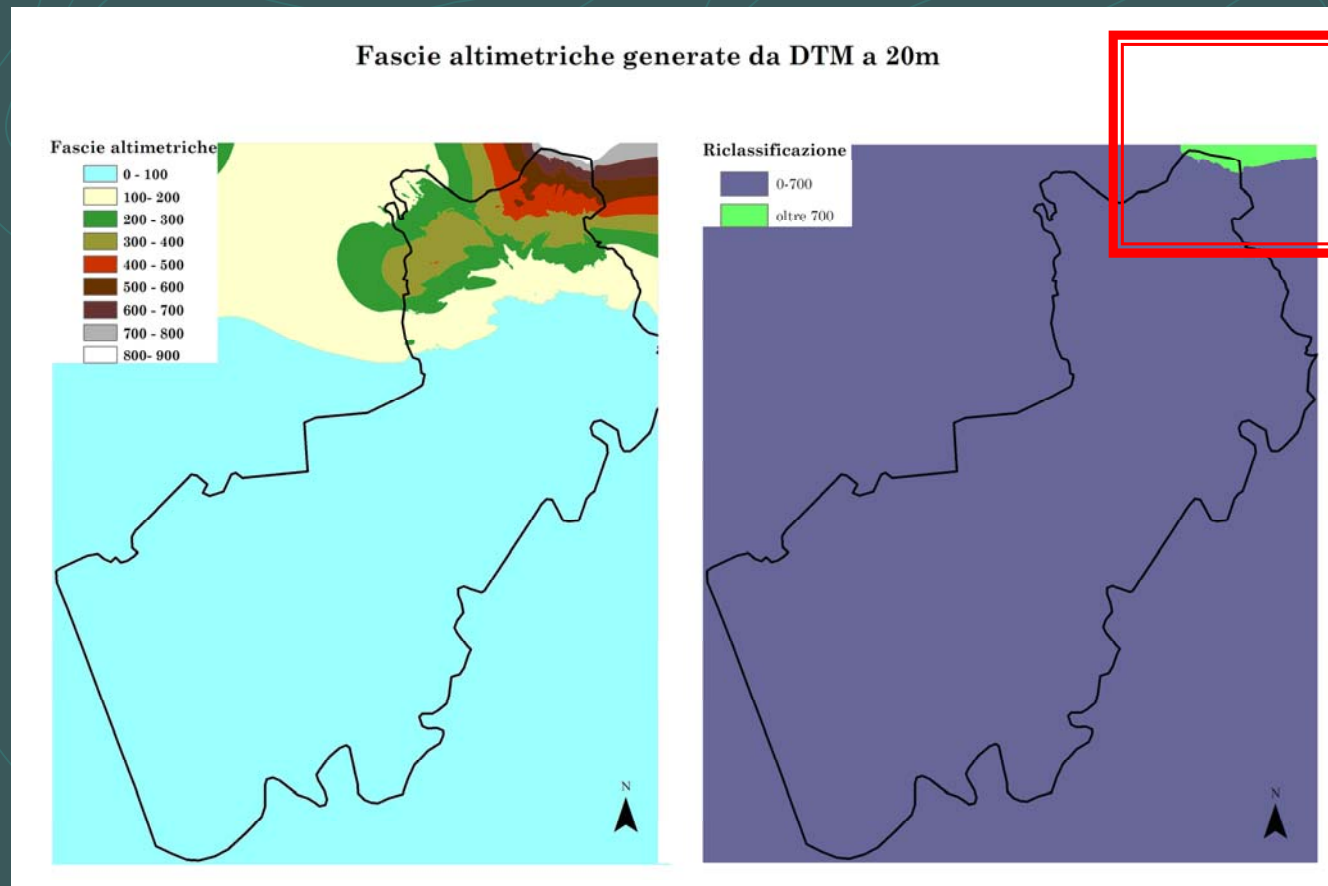 Fascie altimetriche generate da DTM a 20m
Fascie altimetriche
0 - 100
100- 200
200 - 300
300 - 400
400 - 500
500 - 600
600 - 700
700 - 800
800- 900
N
Riclassificazione
0-700
oltre 700
N